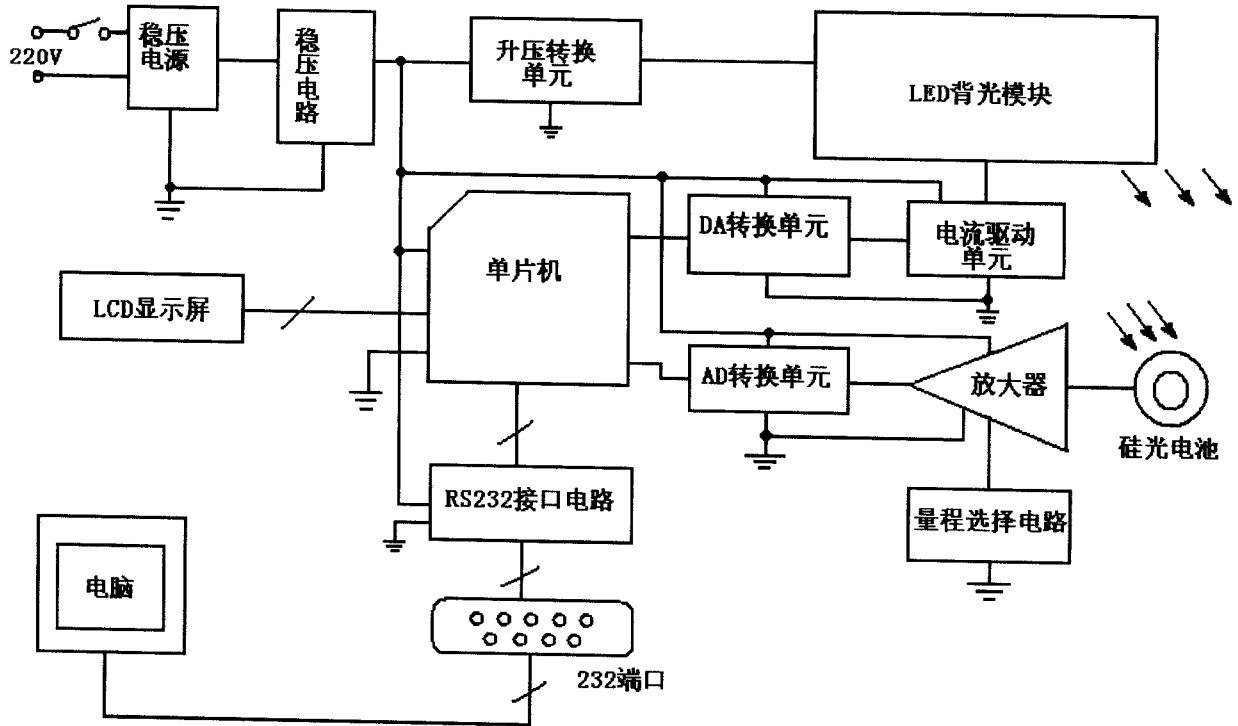 220V
稳压
电源
稳
压
电
路
升压转换
单元
LED背光模块
单片机
DA转换单元
电流驱动
单元
LCD显示屏
AD转换单元
放大器
硅光电池
RS232接口电路
量程选择电路
电脑
232端口